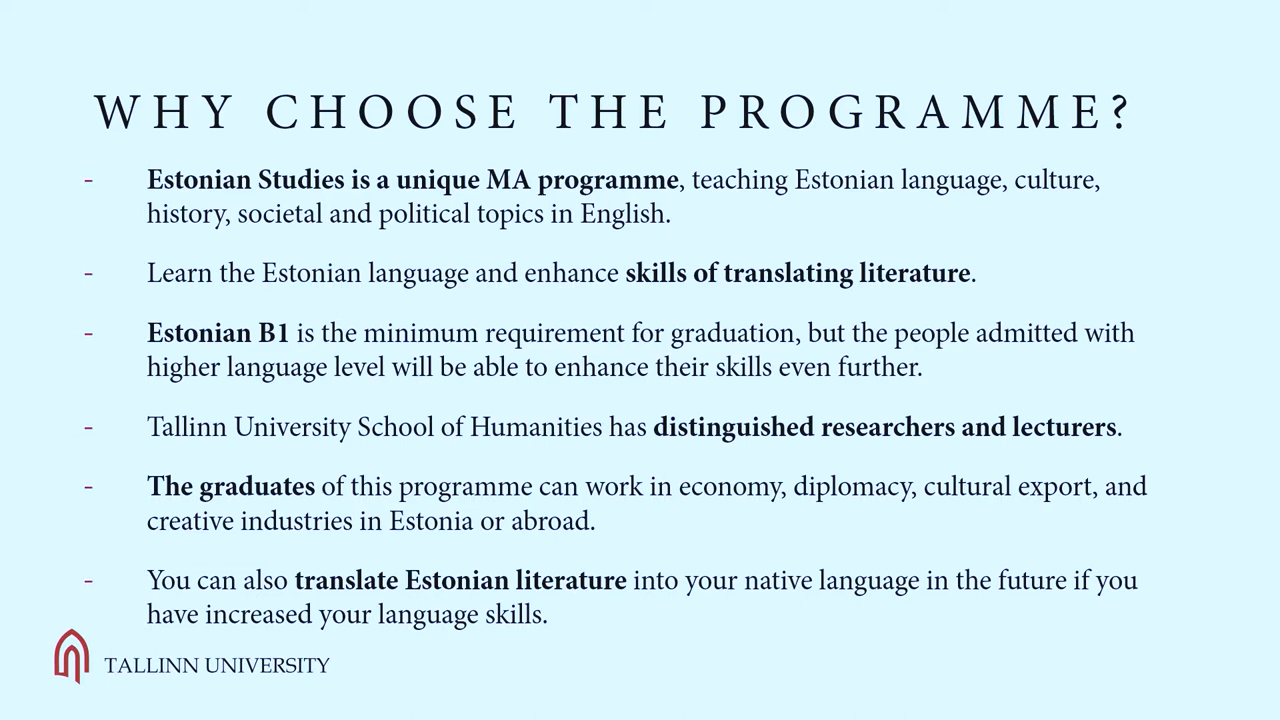 WHY CHOOSE THE PROGRAMME?
- Estonian Studies is a unique MA programme, teaching Estonian language, culture,
history, societal and political topics in English.
- Learn the Estonian language and enhance skills of translating literature.
- Estonian B1 is the minimum requirement for graduation, but the people admitted with
higher language level will be able to enhance their skills even further.
- Tallinn University School of Humanities has distinguished researchers and lecturers.
- The graduates of this programme can work in economy, diplomacy, cultural export, and
creative industries in Estonia or abroad.
- You can also translate Estonian literature into your native language in the future if you
have increased your language skills.
TALLINN UNIVERSITY